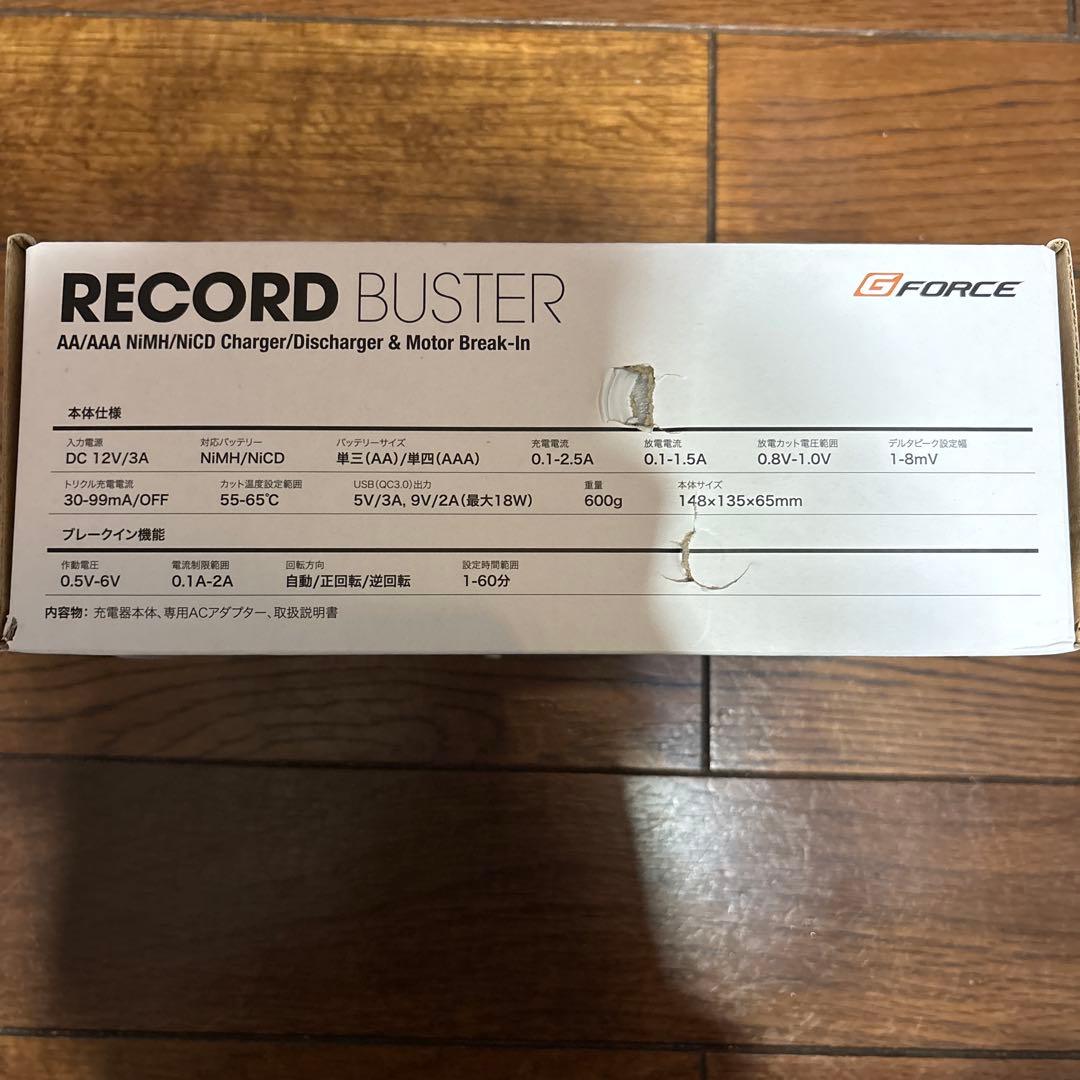 RECORD BUSTER
G FORCE
AA/AAA NiMH/NiCD Charger/Discharger & Motor Break-In
本体仕様
入力電源 対応バッテリー バッテリーサイズ 充電電流 放電電流 放電カット電圧範囲 デルタピーク設定幅
DC 12V/3A NiMH/NiCD 単三(AA)/単四(AAA) 0.1-2.5A 0.1-1.5A 0.8V-1.0V 1-8mV
トリクル充電電流 カット温度設定範囲 USB(QC3.0)出力 重量 本体サイズ
30-99mA/OFF 55-65℃ 5V/3A, 9V/2A(最大18W) 600g 148×135×65mm
ブレークイン機能
作動電圧 電流制限範囲 回転方向 設定時間範囲
0.5V-6V 0.1A-2A 自動/正回転/逆回転 1-60分
内容物: 充電器本体、専用ACアダプター、取扱説明書